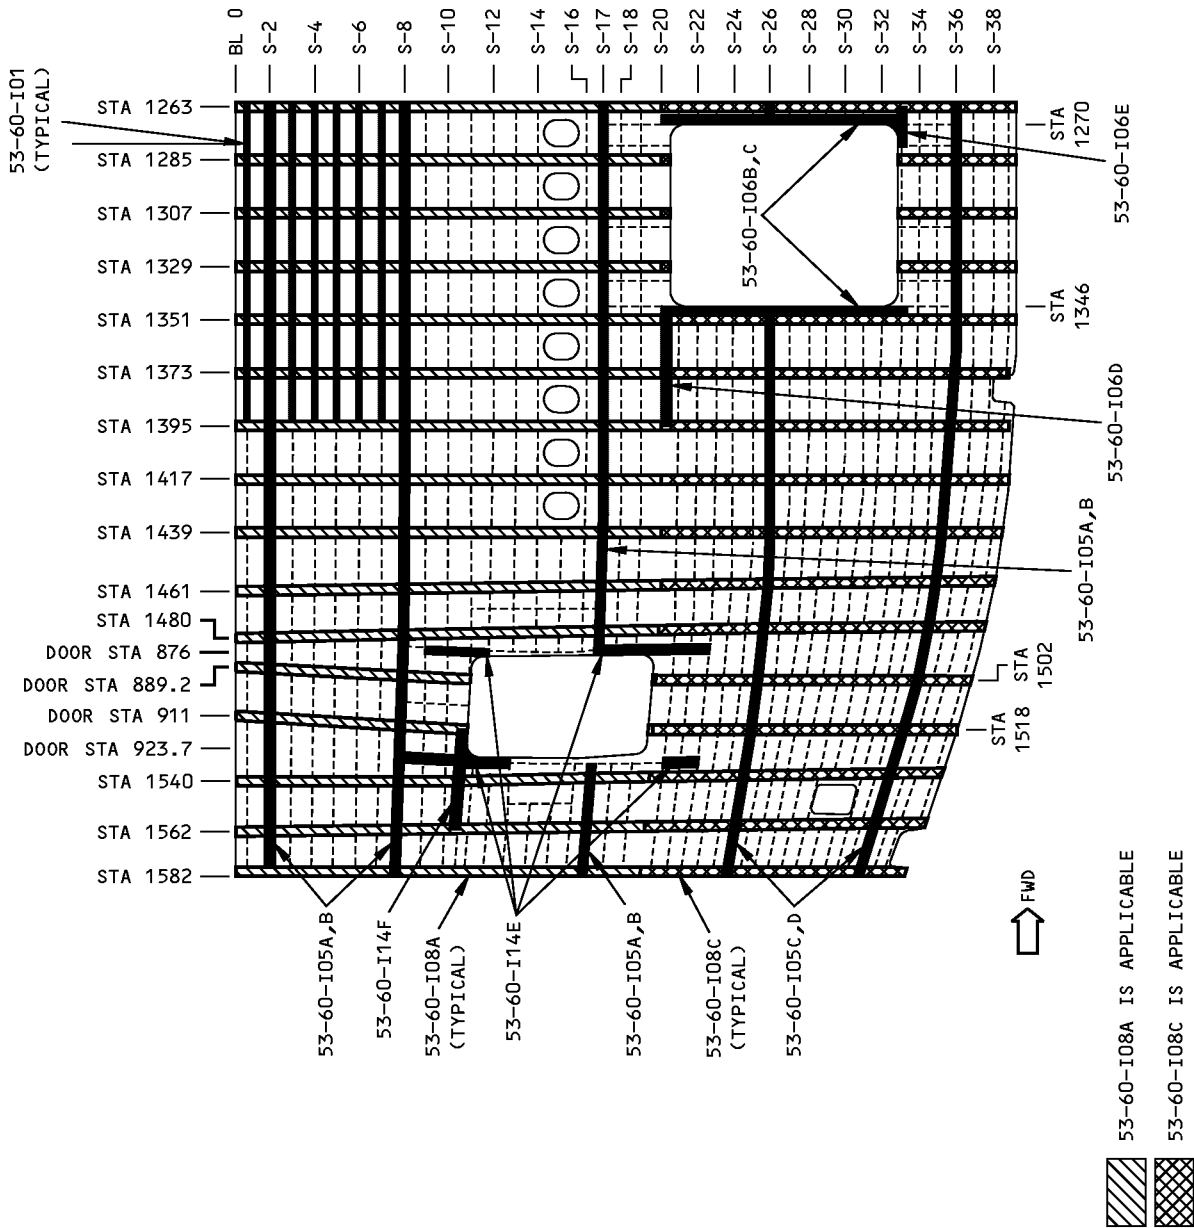 BL 0
S-2
S-4
S-6
S-8
S-10
S-12
S-14
S-16
S-17
S-18
S-20
S-22
S-24
S-26
S-28
S-30
S-32
S-34
S-36
S-38
53-60-I01
(TYPICAL)
STA 1263
STA 1285
STA 1307
STA 1329
STA 1351
STA 1373
STA 1395
STA 1417
STA 1439
STA 1461
STA 1480
DOOR STA 876
DOOR STA 889.2
DOOR STA 911
DOOR STA 923.7
STA 1540
STA 1562
STA 1582
53-60-I06B,C
STA
1270
53-60-I06E
STA
1346
53-60-I06D
53-60-I05A,B
STA
1502
STA
1518
53-60-I05A,B
53-60-I14F
53-60-I08A
(TYPICAL)
53-60-I14E
53-60-I05A,B
53-60-I08C
(TYPICAL)
53-60-I05C,D
FWD
53-60-I08A IS APPLICABLE
53-60-I08C IS APPLICABLE